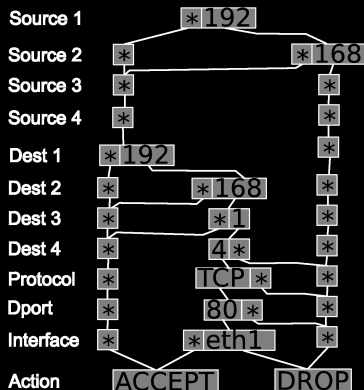 Source 1 * 192
Source 2 * * 168
Source 3 * *
Source 4 * *
Dest 1 * 192 *
Dest 2 * * 168 *
Dest 3 * * 1 *
Dest 4 * 4 * *
Protocol * TCP * *
Dport * 80 * *
Interface * * eth1 *
Action ACCEPT DROP